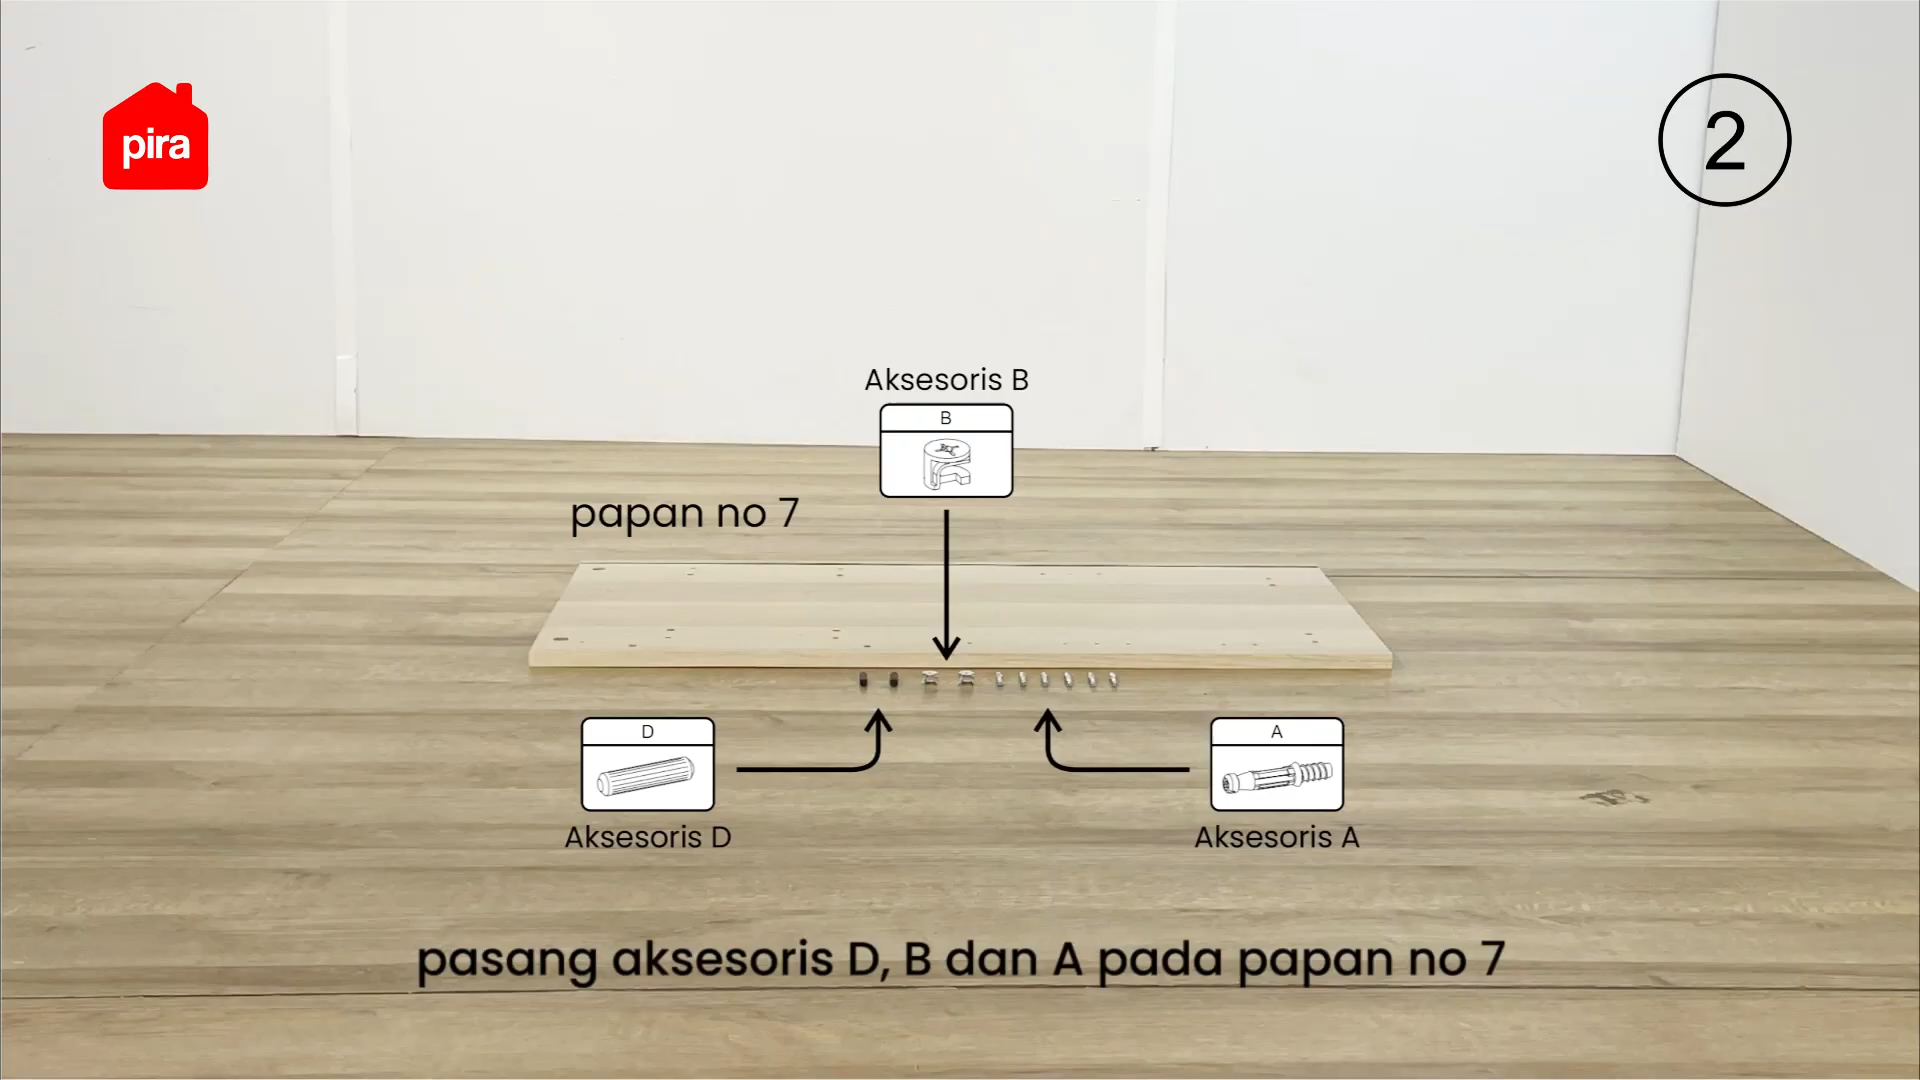 pira
2
Aksesoris B
B
papan no 7
D
A
Aksesoris D
Aksesoris A
pasang aksesoris D, B dan A pada papan no 7